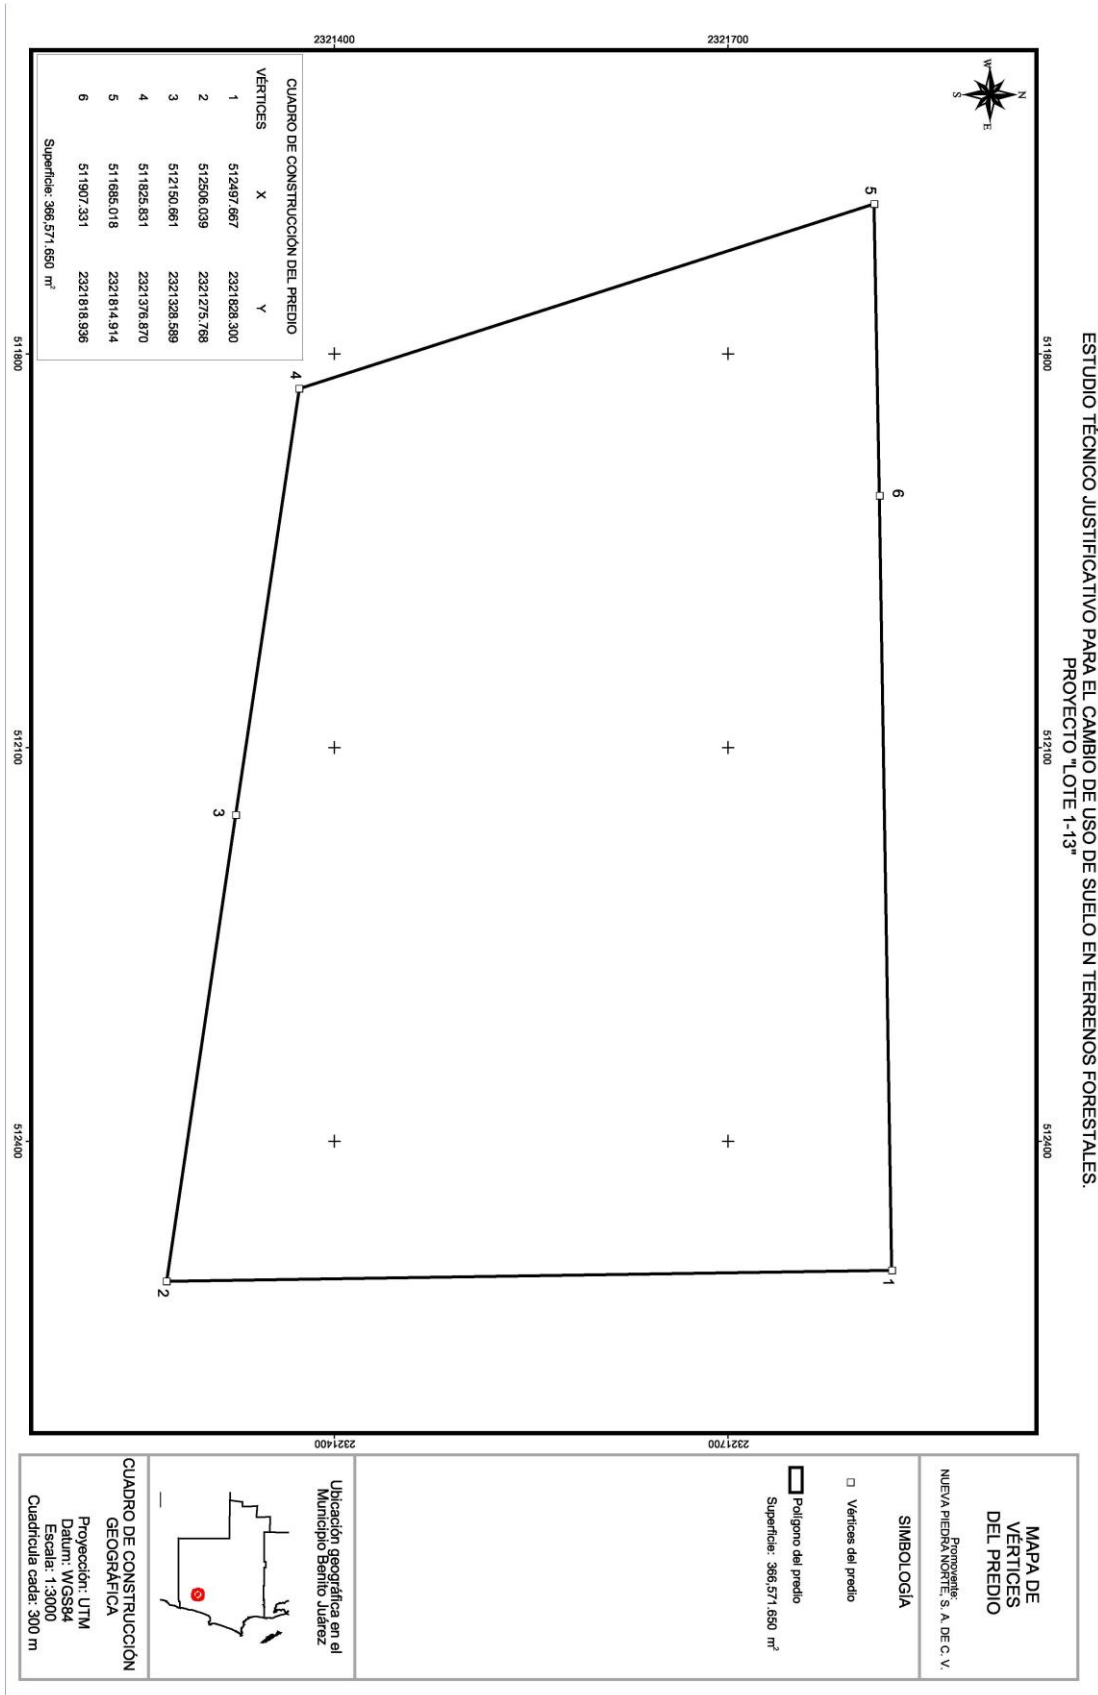 ESTUDIO TÉCNICO JUSTIFICATIVO PARA EL CAMBIO DE USO DE SUELO EN TERRENOS FORESTALES.
PROYECTO "LOTE 1-13"
511800
512100
512400
N
W
E
S
2321700
2321400
5
6
1
4
3
2
CUADRO DE CONSTRUCCIÓN DEL PREDIO
VÉRTICES X Y
1 512497.667 2321828.300
2 512506.039 2321275.768
3 512150.661 2321328.589
4 511825.831 2321376.870
5 511685.018 2321814.914
6 511907.331 2321818.936
Superficie: 366,571.650 m²
511800
512100
512400
2321700
2321400
MAPA DE
VÉRTICES
DEL PREDIO
Promovente:
NUEVA PIEDRA NORTE, S. A. DE C. V.
SIMBOLOGÍA
Vértices del predio
Polígono del predio
Superficie: 366,571.650 m²
Ubicación geográfica en el
Municipio Benito Juárez
CUADRO DE CONSTRUCCIÓN
GEOGRÁFICA
Proyección: UTM
Datum: WGS84
Escala: 1:3000
Cuadrícula cada: 300 m